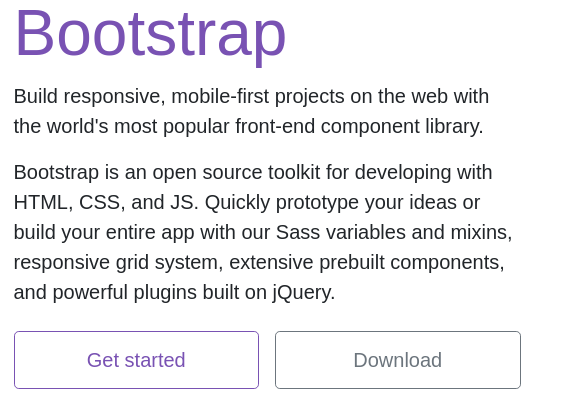 Bootstrap
Build responsive, mobile-first projects on the web with
the world's most popular front-end component library.
Bootstrap is an open source toolkit for developing with
HTML, CSS, and JS. Quickly prototype your ideas or
build your entire app with our Sass variables and mixins,
responsive grid system, extensive prebuilt components,
and powerful plugins built on jQuery.
Get started
Download